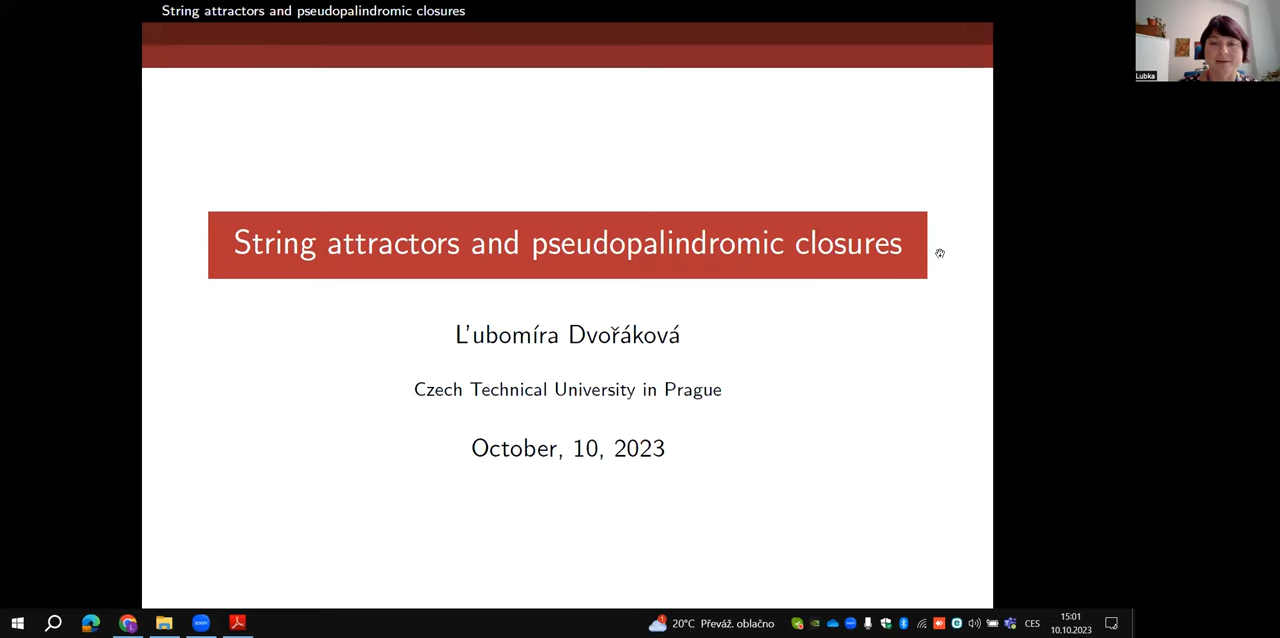 String attractors and pseudopalindromic closures
Lubka
String attractors and pseudopalindromic closures
L'ubomíra Dvořáková
Czech Technical University in Prague
October, 10, 2023
20°C Převáž. oblačno
CES
15:01
10.10.2023